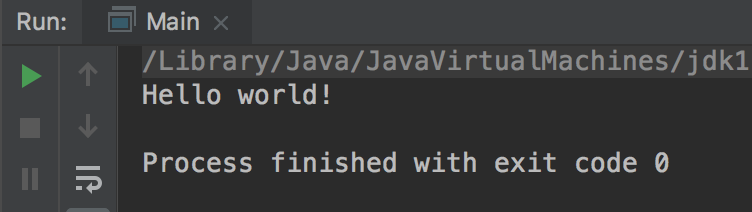 Run: Main
/Library/Java/JavaVirtualMachines/jdk1
Hello world!
Process finished with exit code 0